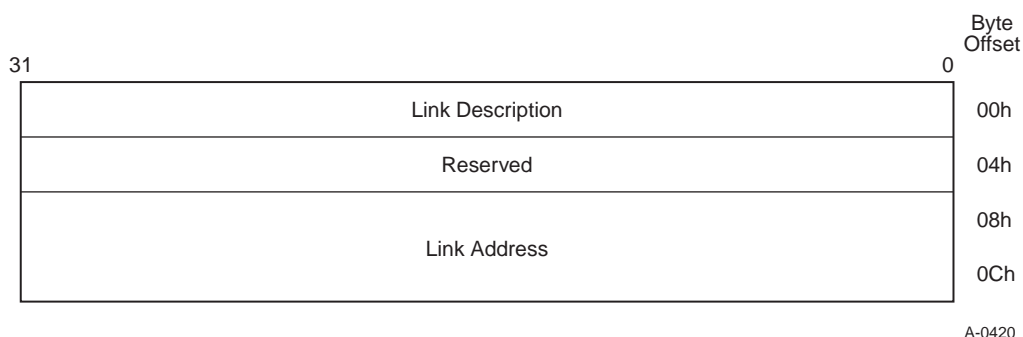 Byte
Offset
31 0
Link Description 00h
Reserved 04h
08h
Link Address
0Ch
A-0420